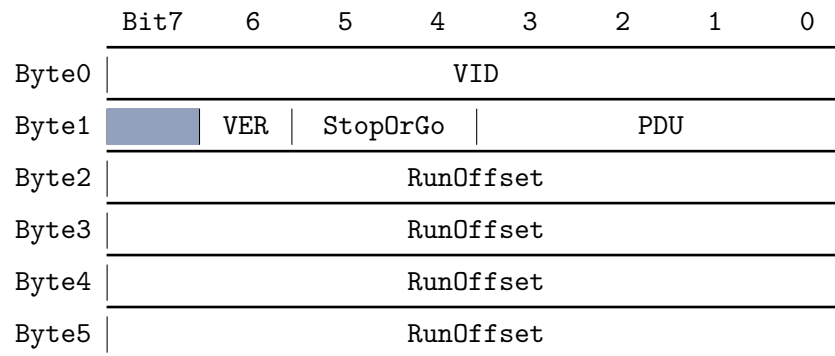 Bit7 6 5 4 3 2 1 0
Byte0 VID
Byte1 VER StopOrGo PDU
Byte2 RunOffset
Byte3 RunOffset
Byte4 RunOffset
Byte5 RunOffset